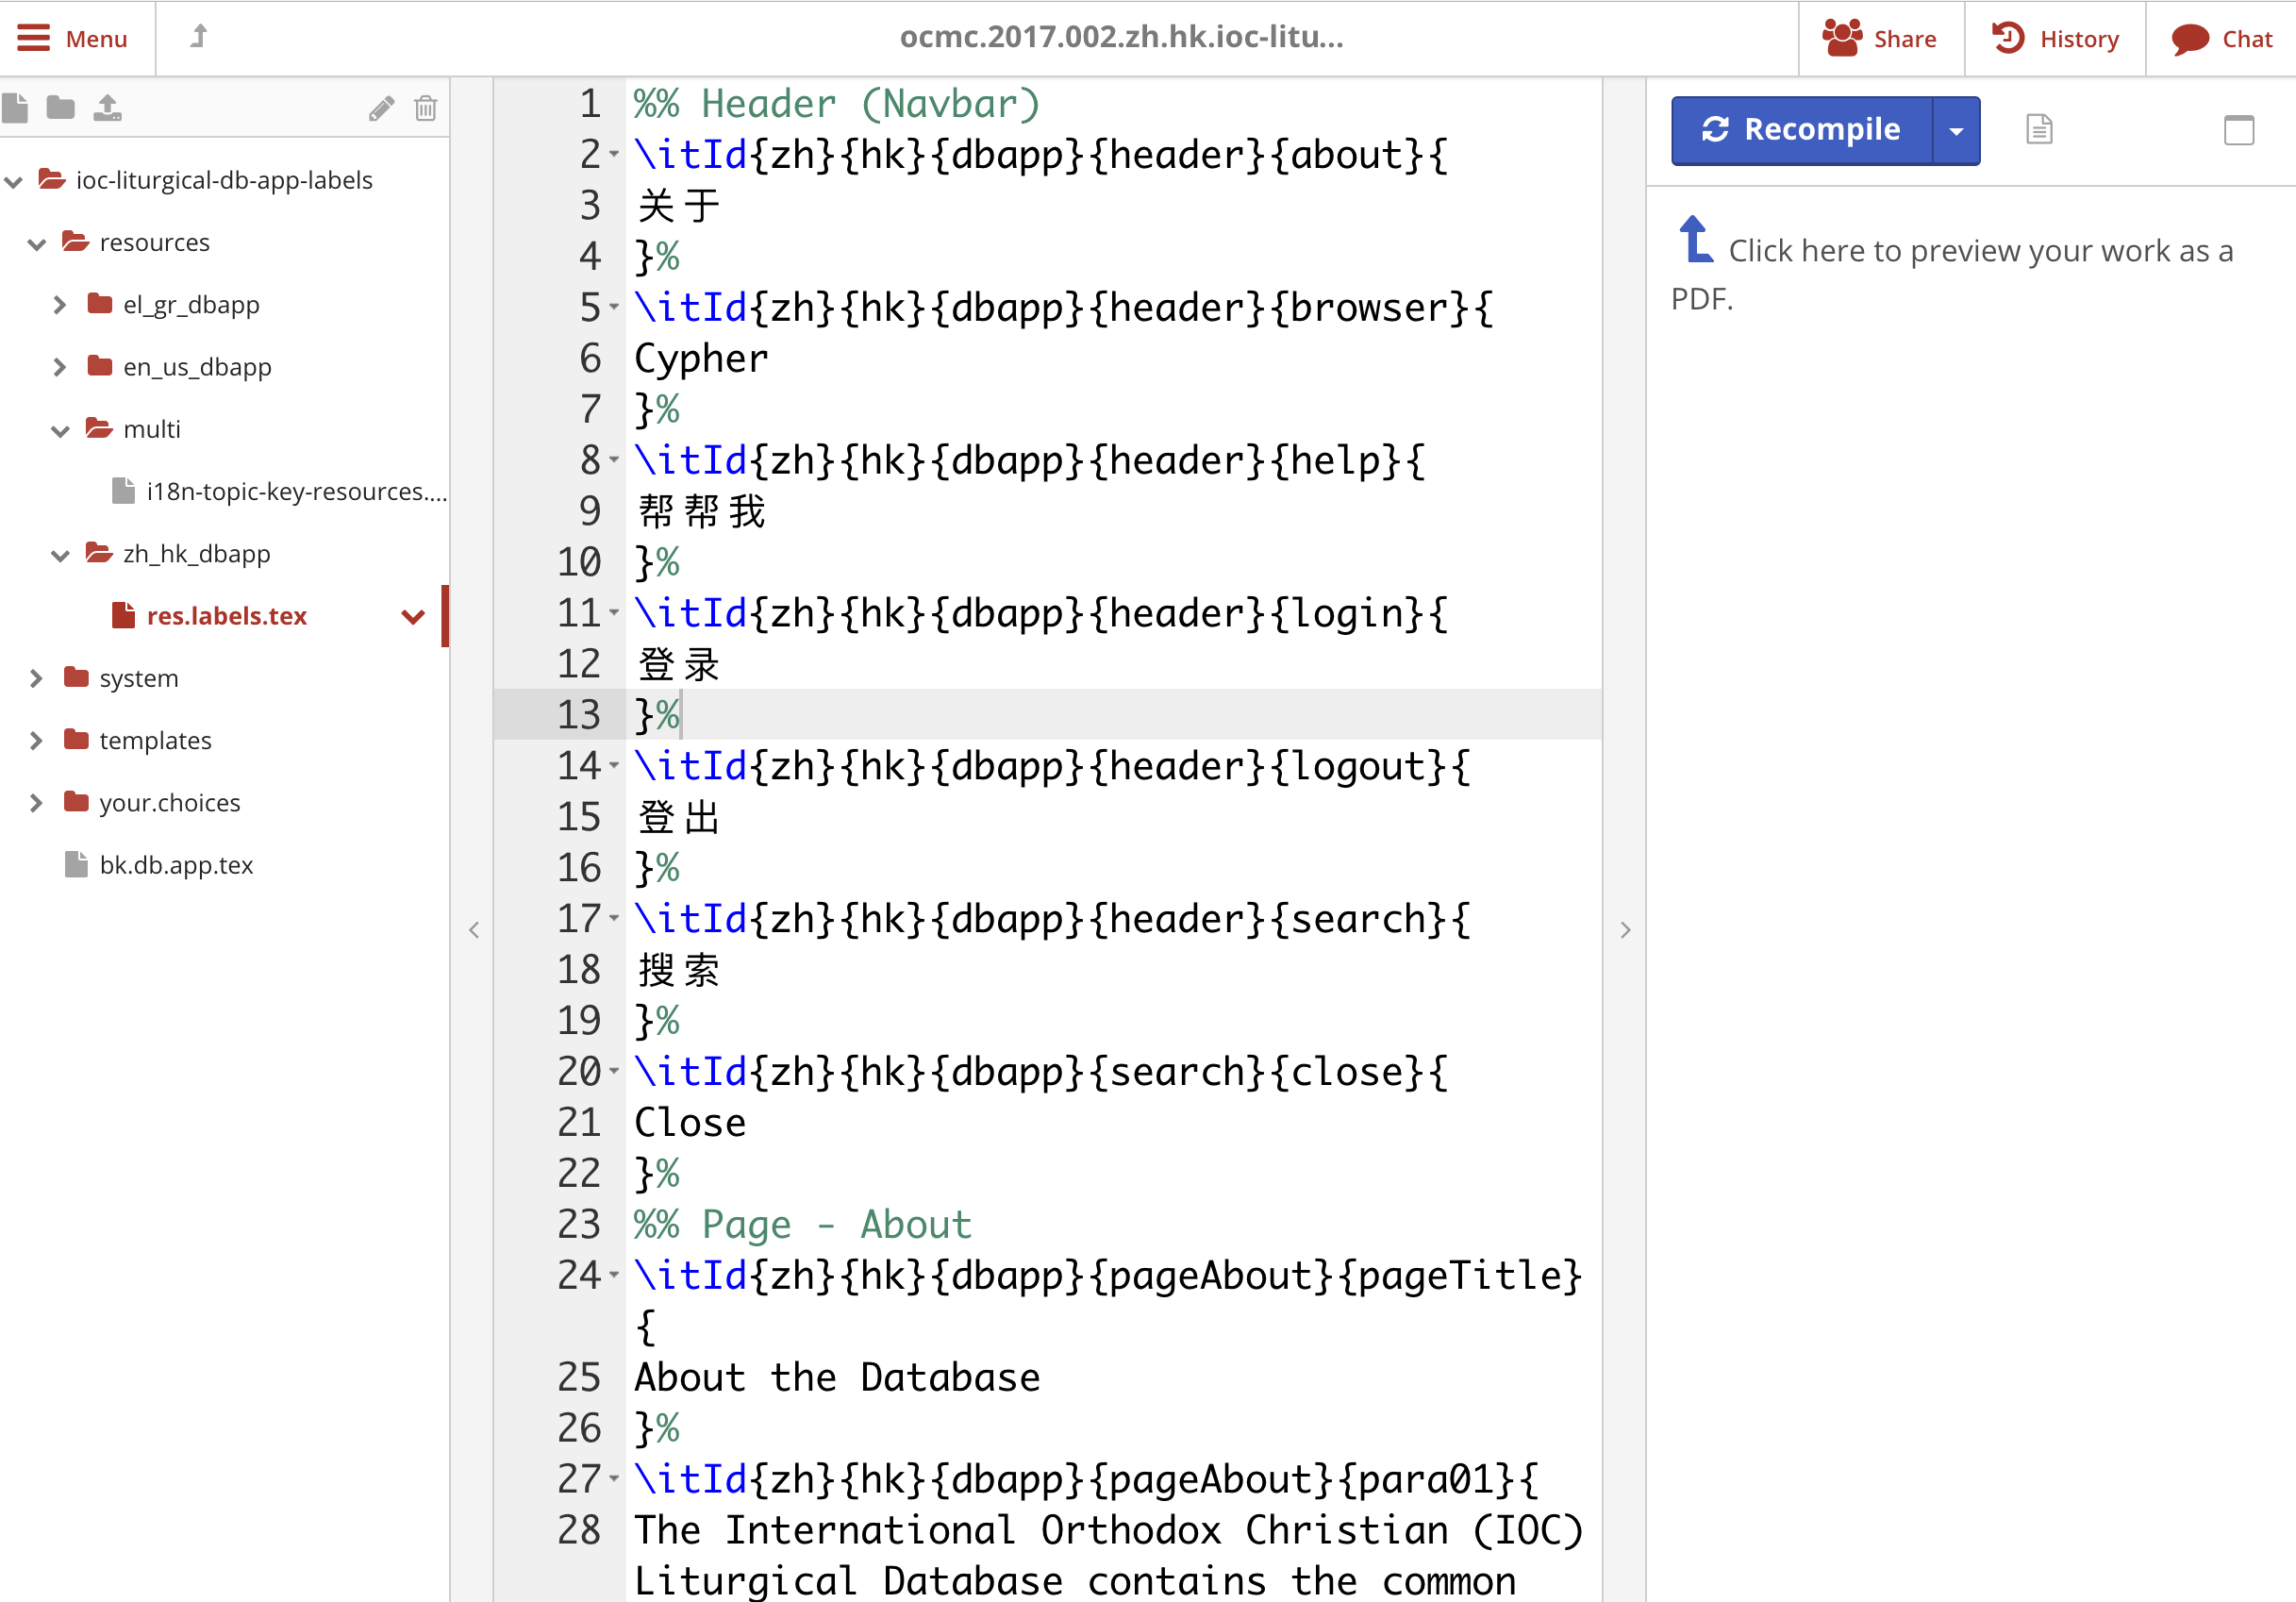 Menu
ocmc.2017.002.zh.hk.ioc-litu...
Share
History
Chat
ioc-liturgical-db-app-labels
resources
el_gr_dbapp
en_us_dbapp
multi
i18n-topic-key-resources....
zh_hk_dbapp
res.labels.tex
system
templates
your.choices
bk.db.app.tex
1 %% Header (Navbar)
2 \itId{zh}{hk}{dbapp}{header}{about}{
3 关于
4 }%
5 \itId{zh}{hk}{dbapp}{header}{browser}{
6 Cypher
7 }%
8 \itId{zh}{hk}{dbapp}{header}{help}{
9 帮帮我
10 }%
11 \itId{zh}{hk}{dbapp}{header}{login}{
12 登录
13 }%
14 \itId{zh}{hk}{dbapp}{header}{logout}{
15 登出
16 }%
17 \itId{zh}{hk}{dbapp}{header}{search}{
18 搜索
19 }%
20 \itId{zh}{hk}{dbapp}{search}{close}{
21 Close
22 }%
23 %% Page - About
24 \itId{zh}{hk}{dbapp}{pageAbout}{pageTitle}
{
25 About the Database
26 }%
27 \itId{zh}{hk}{dbapp}{pageAbout}{para01}{
28 The International Orthodox Christian (IOC)
Liturgical Database contains the common
Recompile
Click here to preview your work as a
PDF.